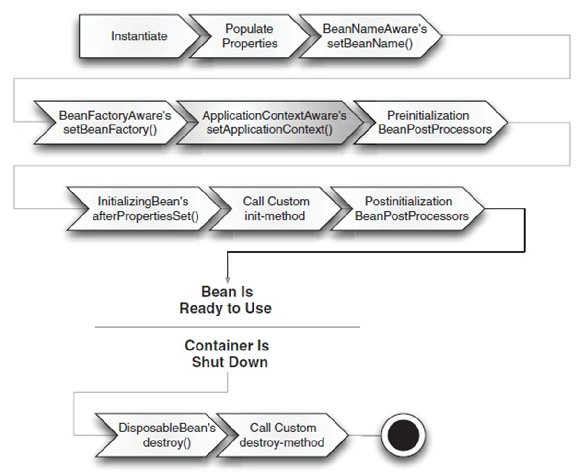 Instantiate
Populate
Properties
BeanNameAware's
setBeanName()
BeanFactoryAware's
setBeanFactory()
ApplicationContextAware's
setApplicationContext()
Preinitialization
BeanPostProcessors
InitializingBean's
afterPropertiesSet()
Call Custom
init-method
Postinitialization
BeanPostProcessors
Bean Is
Ready to Use
Container Is
Shut Down
DisposableBean's
destroy()
Call Custom
destroy-method